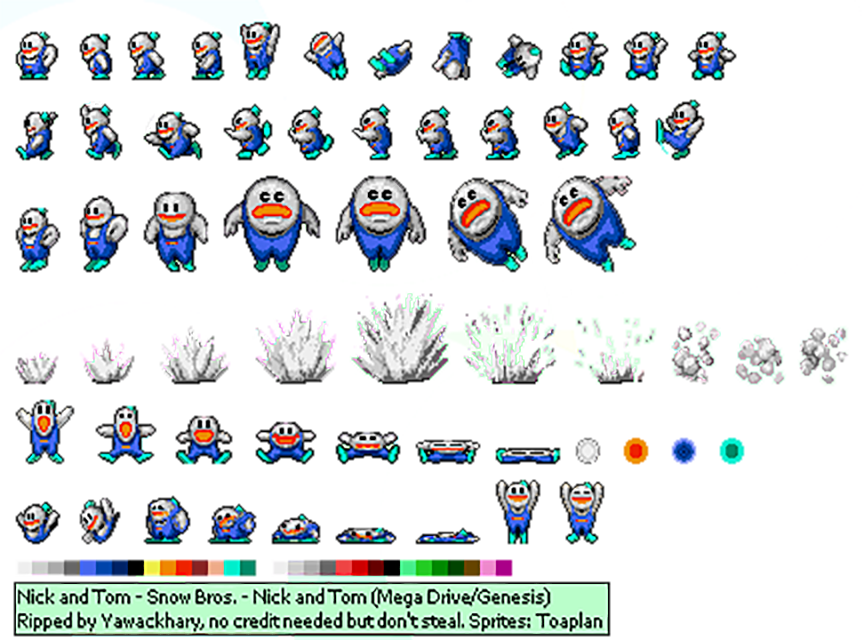 Nick and Tom - Snow Bros. - Nick and Tom (Mega Drive/Genesis)
Ripped by Yawackhary, no credit needed but don't steal. Sprites: Toaplan